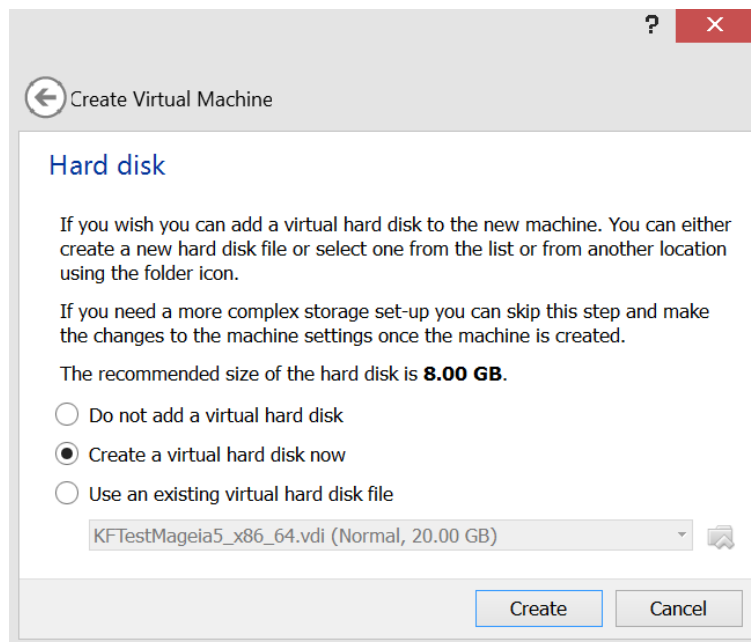 ?
Create Virtual Machine
Hard disk
If you wish you can add a virtual hard disk to the new machine. You can either
create a new hard disk file or select one from the list or from another location
using the folder icon.
If you need a more complex storage set-up you can skip this step and make
the changes to the machine settings once the machine is created.
The recommended size of the hard disk is 8.00 GB.
Do not add a virtual hard disk
Create a virtual hard disk now
Use an existing virtual hard disk file
KFTestMageia5_x86_64.vdi (Normal, 20.00 GB)
Create Cancel